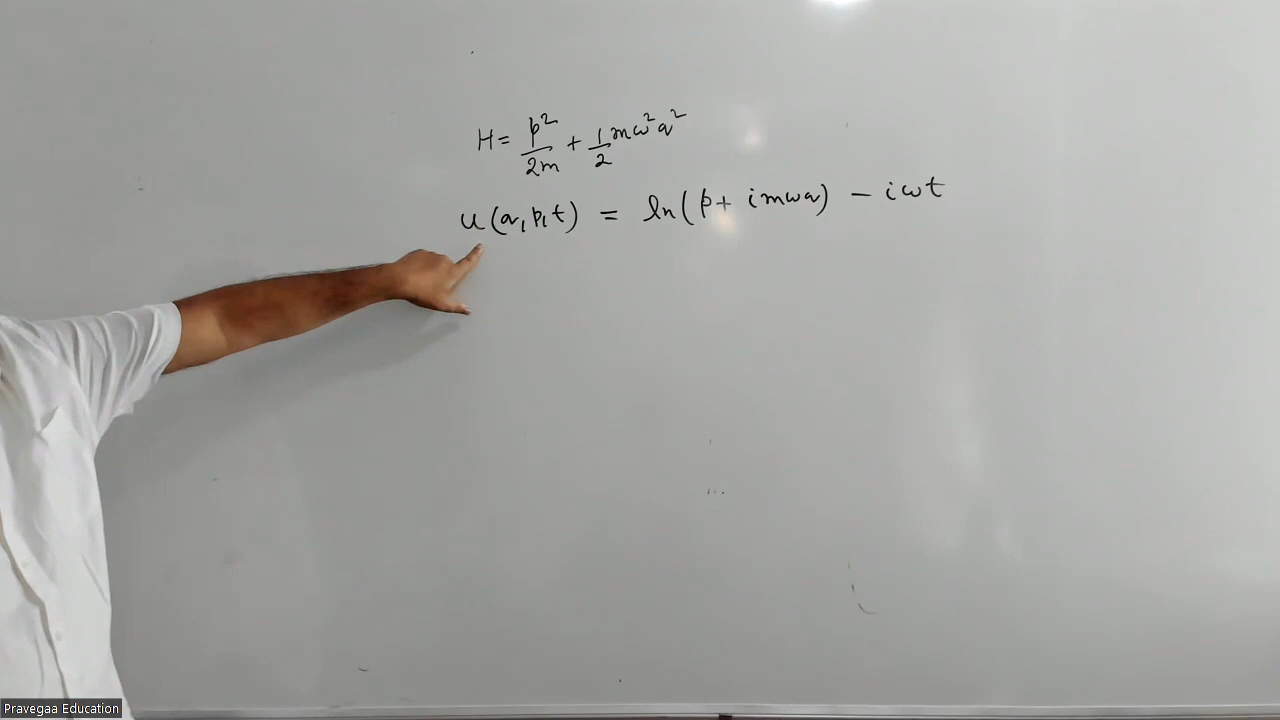 H = p²/2m + 1/2 mω²q²
u(q, p, t) = ln(p + imωq) − iωt
Pravegaa Education